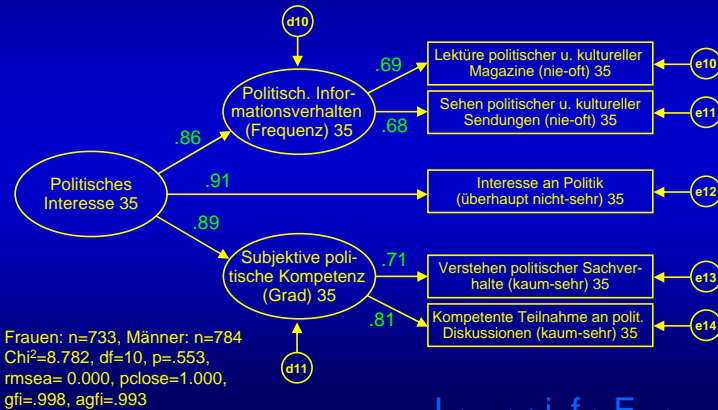 d10
.69
Lektüre politischer u. kultureller
Magazine (nie-oft) 35
e10
Politisch. Infor-
mationsverhalten
(Frequenz) 35
.68
Sehen politischer u. kultureller
Sendungen (nie-oft) 35
e11
.86
Politisches
Interesse 35
.91
Interesse an Politik
(überhaupt nicht-sehr) 35
e12
.89
Subjektive poli-
tische Kompetenz
(Grad) 35
.71
Verstehen politischer Sachver-
halte (kaum-sehr) 35
e13
.81
Kompetente Teilnahme an polit.
Diskussionen (kaum-sehr) 35
e14
d11
Frauen: n=733, Männer: n=784
Chi²=8.782, df=10, p=.553,
rmsea= 0.000, pclose=1.000,
gfi=.998, agfi=.993